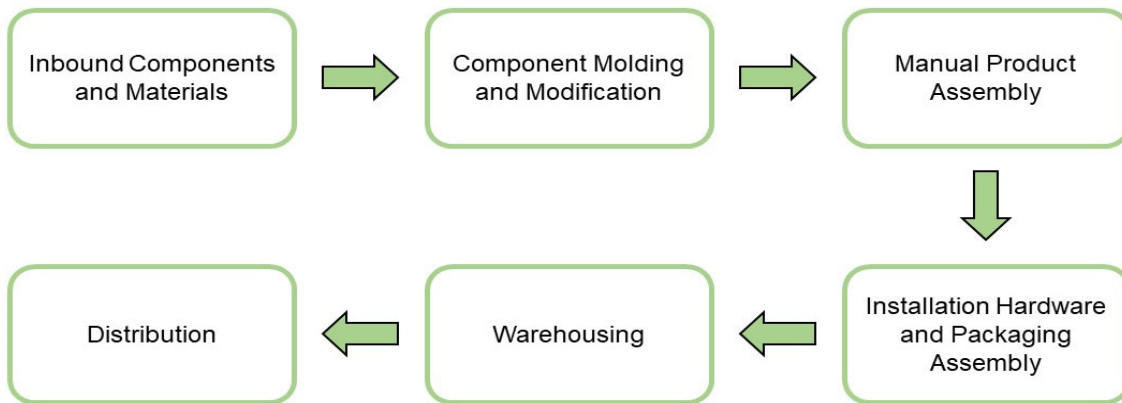 Inbound Components
and Materials
Component Molding
and Modification
Manual Product
Assembly
Installation Hardware
and Packaging
Assembly
Warehousing
Distribution